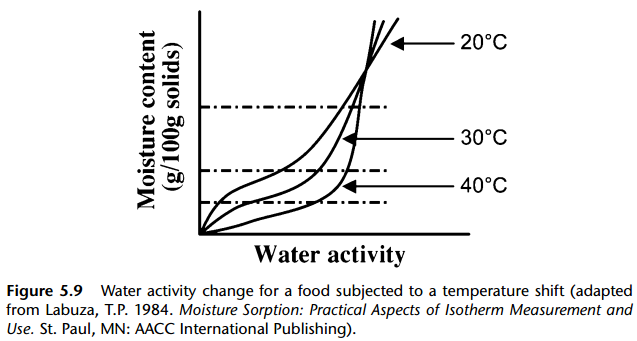 Moisture content
(g/100g solids)
20°C
30°C
40°C
Water activity
Figure 5.9 Water activity change for a food subjected to a temperature shift (adapted
from Labuza, T.P. 1984. Moisture Sorption: Practical Aspects of Isotherm Measurement and
Use. St. Paul, MN: AACC International Publishing).